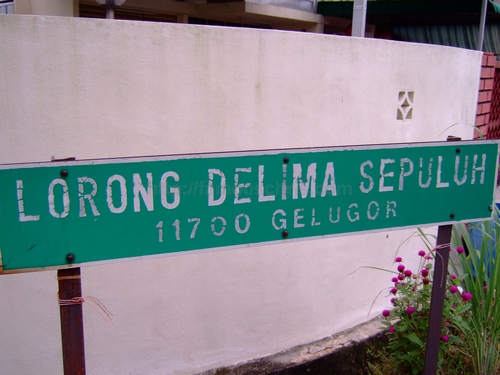 LORONG DELIMA SEPULUH
11700 GELUGOR